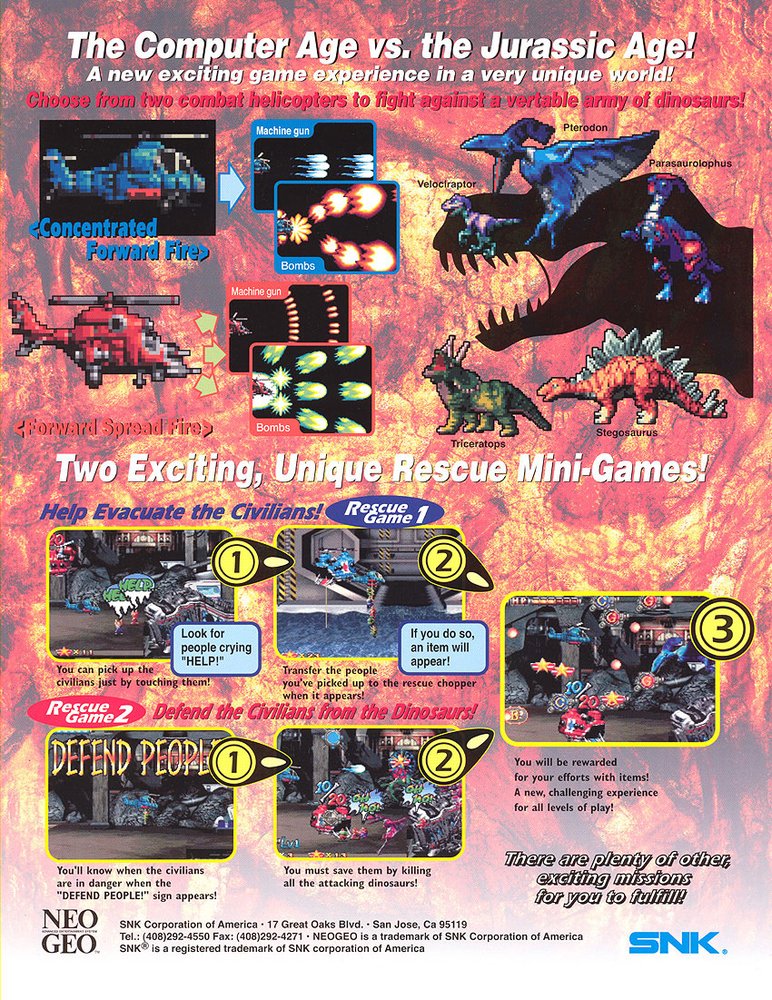 The Computer Age vs. the Jurassic Age!
A new exciting game experience in a very unique world!
Choose from two combat helicopters to fight against a vertable army of dinosaurs!
Machine gun
Bombs
<Concentrated
Forward Fire>
Machine gun
Bombs
<Forward Spread Fire>
Pterodon
Parasaurolophus
Velociraptor
Triceratops
Stegosaurus
Two Exciting, Unique Rescue Mini-Games!
Help Evacuate the Civilians!
Rescue
Game 1
1
HELP
Look for
people crying
"HELP!"
You can pick up the
civilians just by touching them!
2
If you do so,
an item will
appear!
Transfer the people
you've picked up to the rescue chopper
when it appears!
3
10
20
You will be rewarded
for your efforts with items!
A new, challenging experience
for all levels of play!
Rescue
Game 2
Defend the Civilians from the Dinosaurs!
DEFEND PEOPL
1
You'll know when the civilians
are in danger when the
"DEFEND PEOPLE!" sign appears!
2
10
20
You must save them by killing
all the attacking dinosaurs!
There are plenty of other,
exciting missions
for you to fulfill!
NEO
GEO
SNK Corporation of America · 17 Great Oaks Blvd. · San Jose, Ca 95119
Tel.: (408)292-4550 Fax: (408)292-4271 · NEOGEO is a trademark of SNK Corporation of America
SNK® is a registered trademark of SNK corporation of America
SNK®